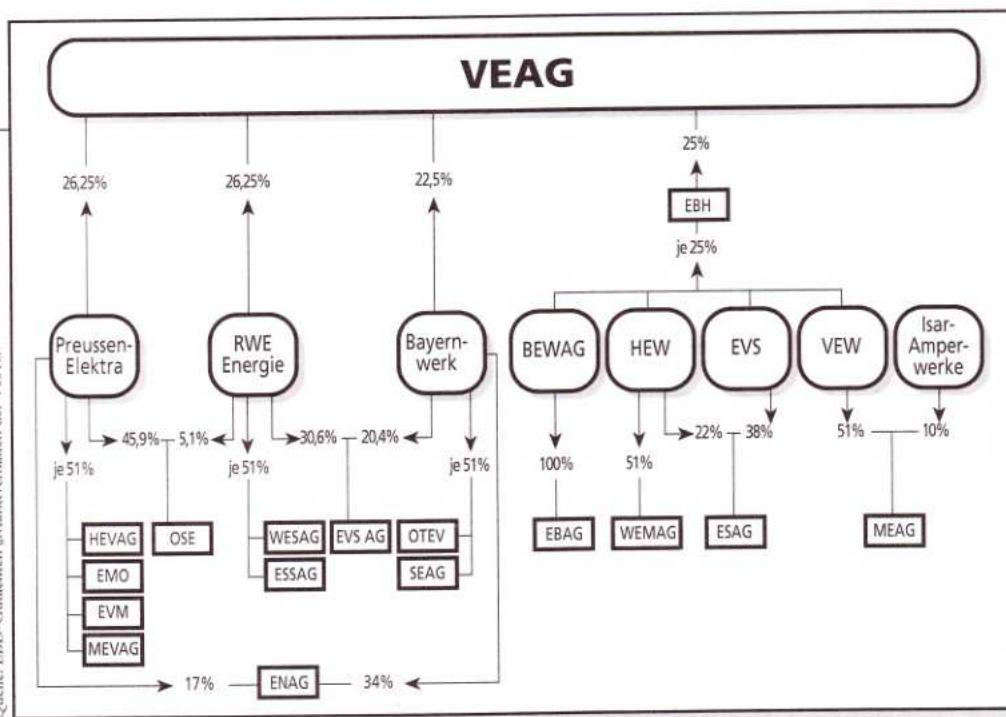 VEAG
26,25%
26,25%
22,5%
25%
EBH
je 25%
Preussen-
Elektra
RWE
Energie
Bayern-
werk
BEWAG
HEW
EVS
VEW
Isar-
Amper-
werke
45,9%
5,1%
30,6%
20,4%
22%
38%
51%
10%
je 51%
je 51%
je 51%
100%
51%
HEVAG
OSE
WESAG
EVS AG
OTEV
EBAG
WEMAG
ESAG
MEAG
EMO
ESSAG
SEAG
EVM
MEVAG
17%
ENAG
34%
Quelle: